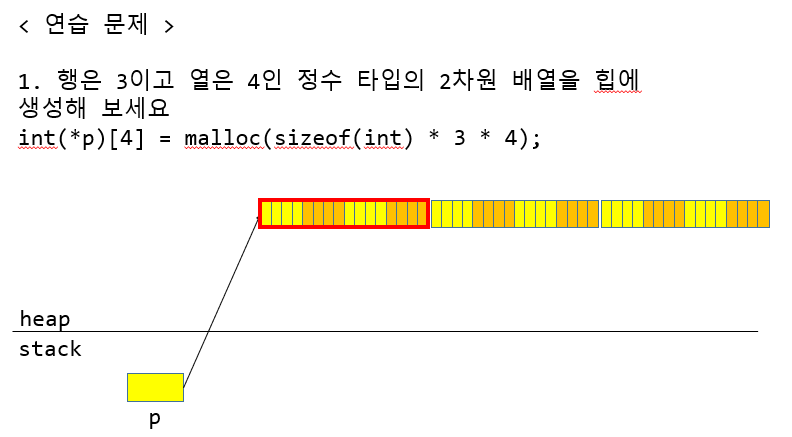 < 연습 문제 >
1. 행은 3이고 열은 4인 정수 타입의 2차원 배열을 힙에
생성해 보세요
int(*p)[4] = malloc(sizeof(int) * 3 * 4);
heap
stack
p